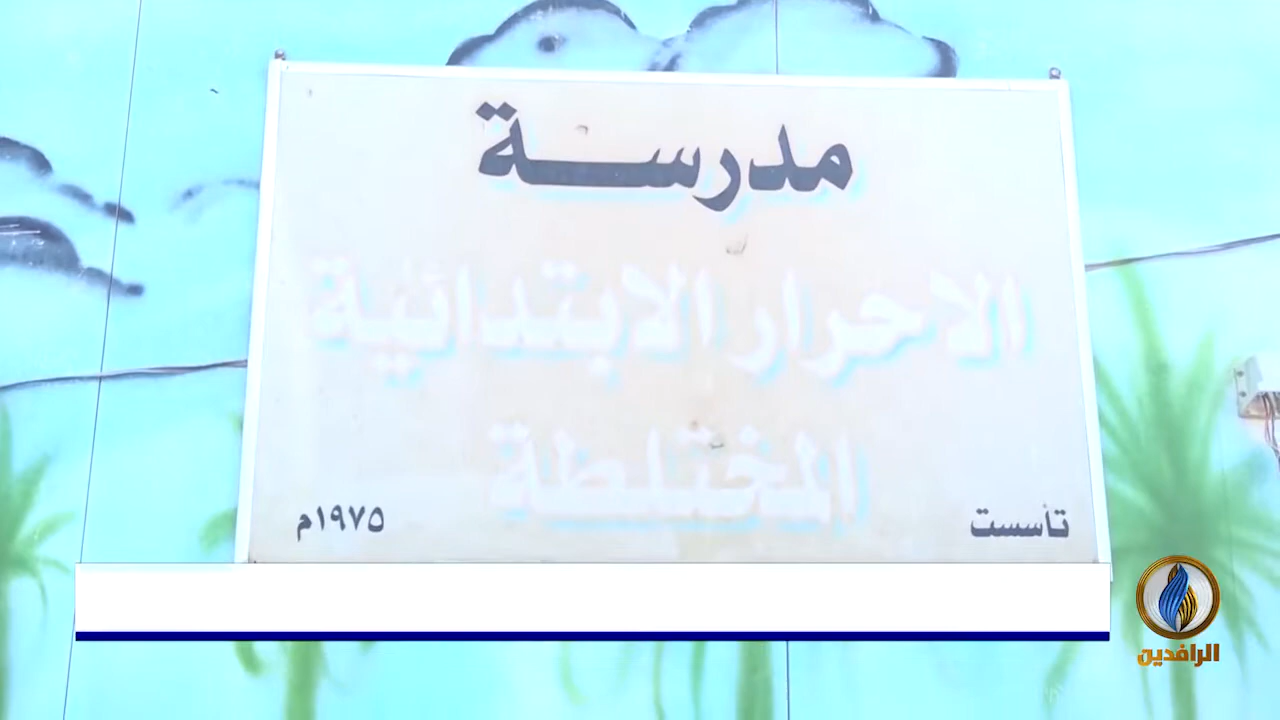 مدرسة
الاحرار الابتدائية
المختلطة
تأسست ١٩٧٥م
الرافدين